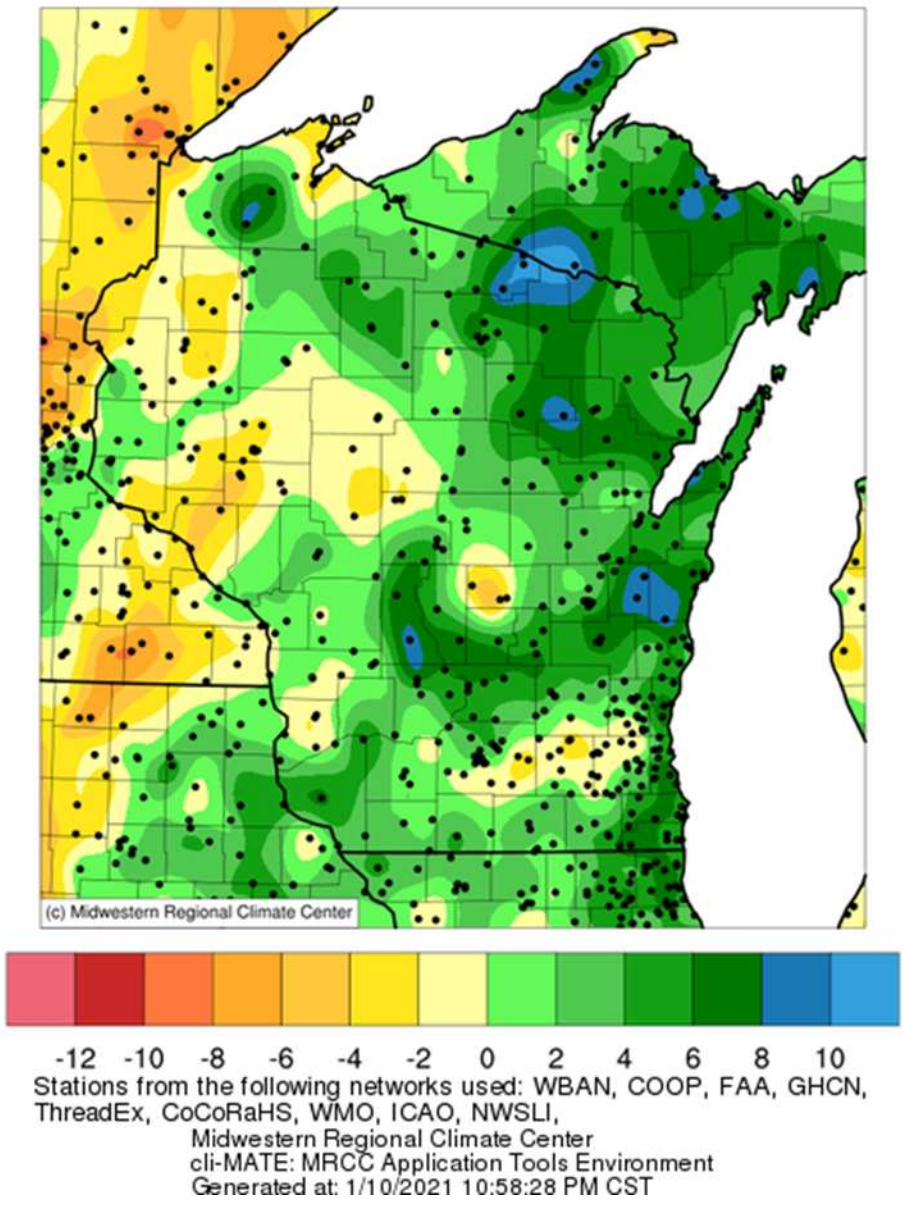 (c) Midwestern Regional Climate Center
-12 -10 -8 -6 -4 -2 0 2 4 6 8 10
Stations from the following networks used: WBAN, COOP, FAA, GHCN,
ThreadEx, CoCoRaHS, WMO, ICAO, NWSLI,
Midwestern Regional Climate Center
cli-MATE: MRCC Application Tools Environment
Generated at: 1/10/2021 10:58:28 PM CST